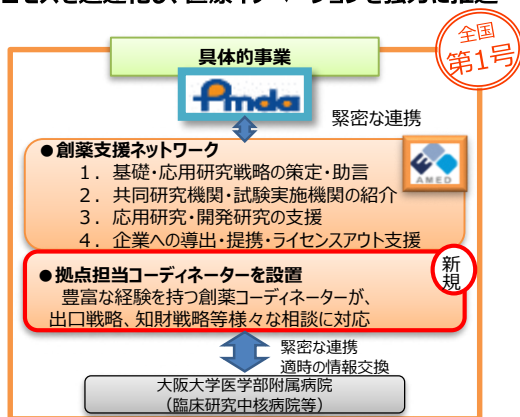 全国
第1号
具体的事業
Pmda
緊密な連携
●創薬支援ネットワーク
1．基礎・応用研究戦略の策定・助言
2．共同研究機関・試験実施機関の紹介
3．応用研究・開発研究の支援
4．企業への導出・提携・ライセンスアウト支援
AMED
新規
●拠点担当コーディネーターを設置
豊富な経験を持つ創薬コーディネーターが、
出口戦略、知財戦略等様々な相談に対応
緊密な連携
適時の情報交換
大阪大学医学部附属病院
（臨床研究中核病院等）